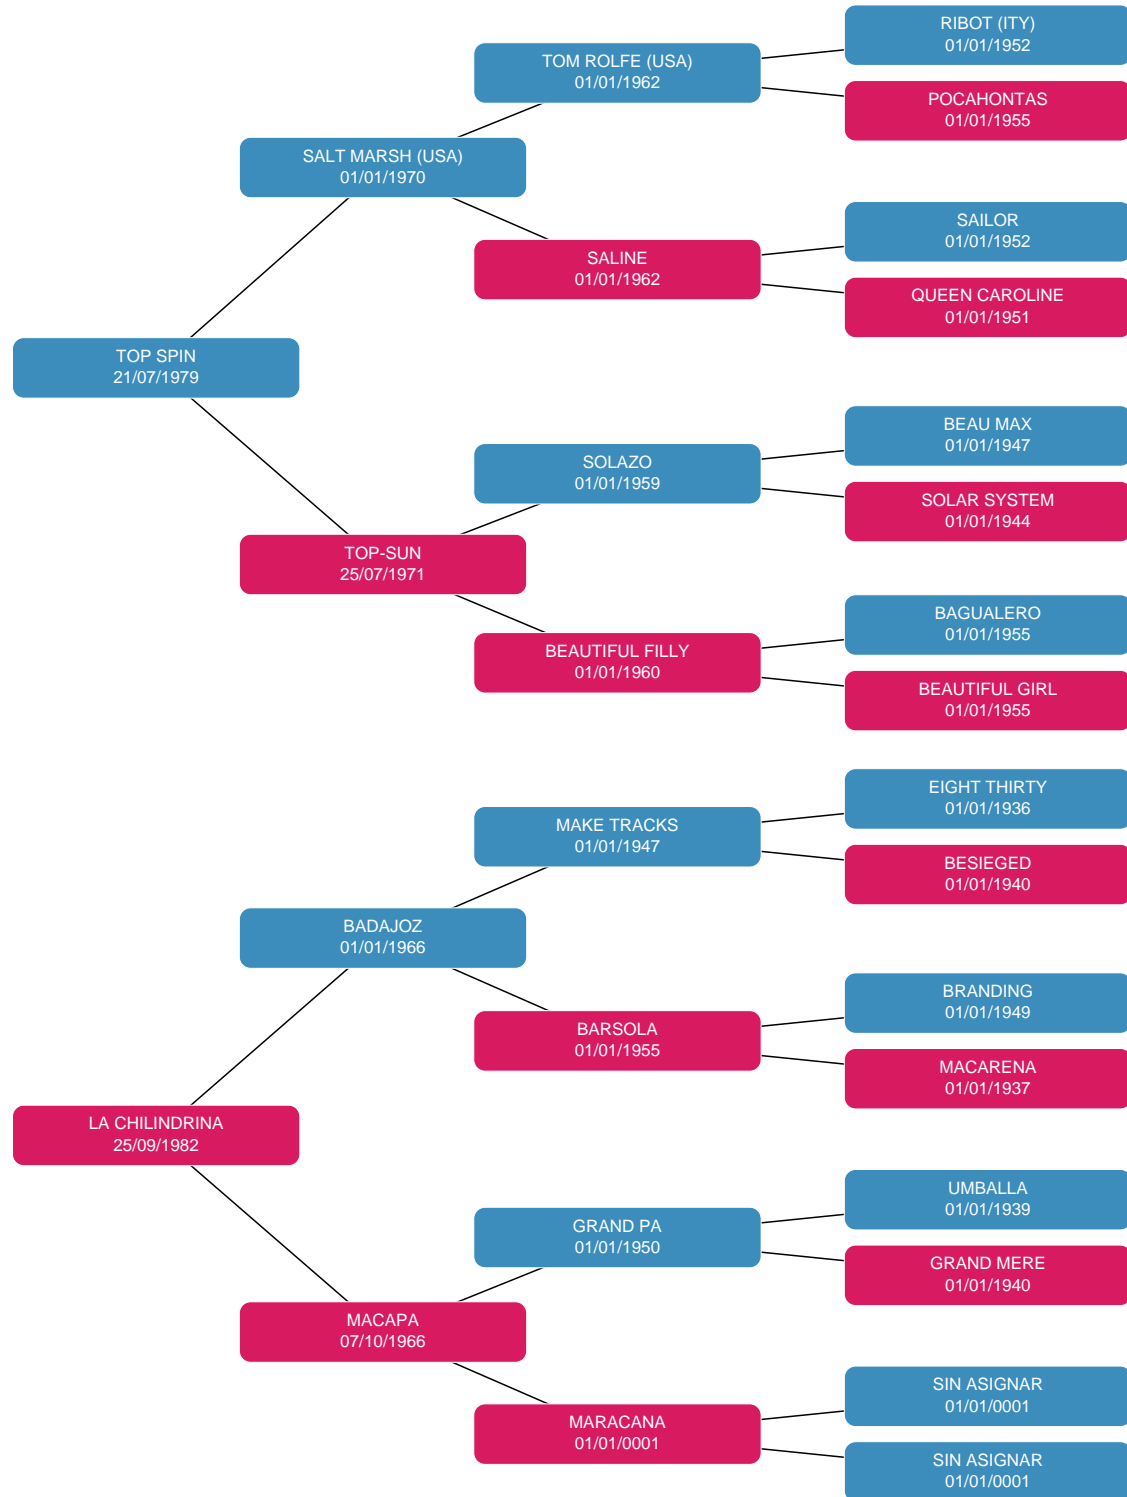 RIBOT (ITY)
01/01/1952
TOM ROLFE (USA)
01/01/1962
POCAHONTAS
01/01/1955
SALT MARSH (USA)
01/01/1970
SAILOR
01/01/1952
SALINE
01/01/1962
QUEEN CAROLINE
01/01/1951
TOP SPIN
21/07/1979
BEAU MAX
01/01/1947
SOLAZO
01/01/1959
SOLAR SYSTEM
01/01/1944
TOP-SUN
25/07/1971
BAGUALERO
01/01/1955
BEAUTIFUL FILLY
01/01/1960
BEAUTIFUL GIRL
01/01/1955
EIGHT THIRTY
01/01/1936
MAKE TRACKS
01/01/1947
BESIEGED
01/01/1940
BADAJOZ
01/01/1966
BRANDING
01/01/1949
BARSOLA
01/01/1955
MACARENA
01/01/1937
LA CHILINDRINA
25/09/1982
UMBALLA
01/01/1939
GRAND PA
01/01/1950
GRAND MERE
01/01/1940
MACAPA
07/10/1966
SIN ASIGNAR
01/01/0001
MARACANA
01/01/0001
SIN ASIGNAR
01/01/0001